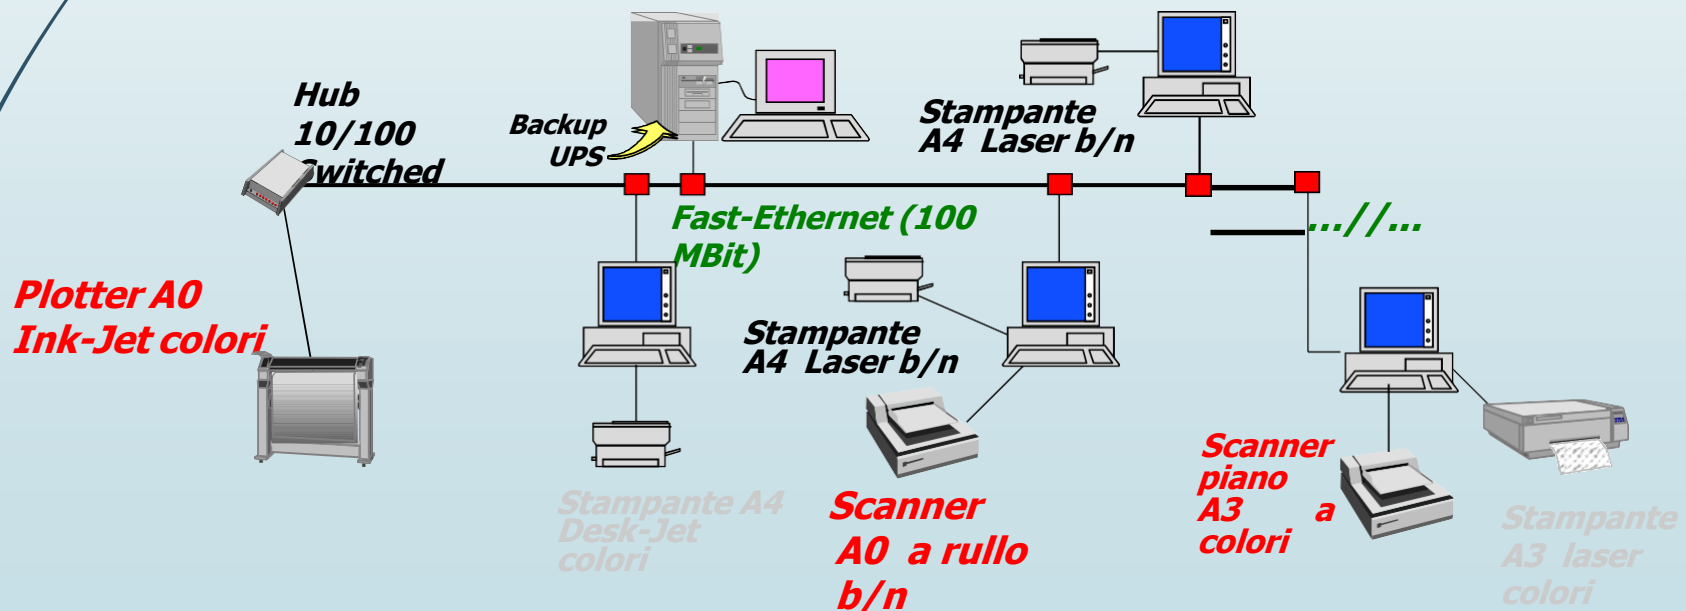 Hub
10/100
Switched
Backup
UPS
Stampante
A4 Laser b/n
Fast-Ethernet (100
MBit)
...//...
Plotter A0
Ink-Jet colori
Stampante
A4 Laser b/n
Stampante A4
Desk-Jet
colori
Scanner
A0 a rullo
b/n
Scanner
piano
A3 a
colori
Stampante
A3 laser
colori